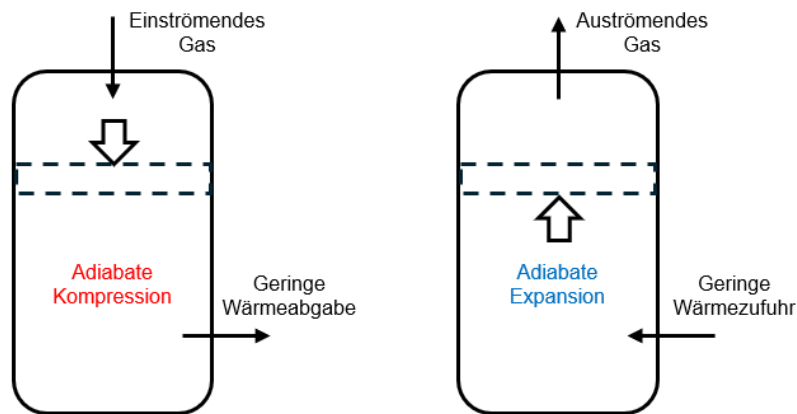 Einströmendes
Gas
Adiabate
Kompression
Geringe
Wärmeabgabe
Auströmendes
Gas
Adiabate
Expansion
Geringe
Wärmezufuhr